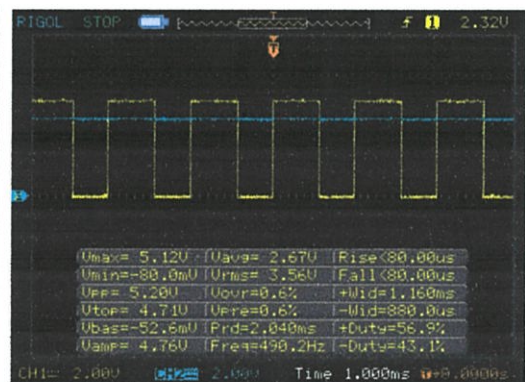 RIGOL STOP 1 2.32V
Vmax= 5.12V Vavg= 2.67V Rise<80.00us
Vmin=-80.0mV Vrms= 3.56V Fall<80.00us
Vpp= 5.20V Vovr=0.6% +Wid=1.160ms
Vtop= 4.71V Vpre=0.6% -Wid=880.0us
Vbas=-52.6mV Prd=2.040ms +Duty=56.9%
Vamp= 4.76V Freq=490.2Hz -Duty=43.1%
CH1= 2.00V CH2= 2.00V Time 1.000ms +0.0000s